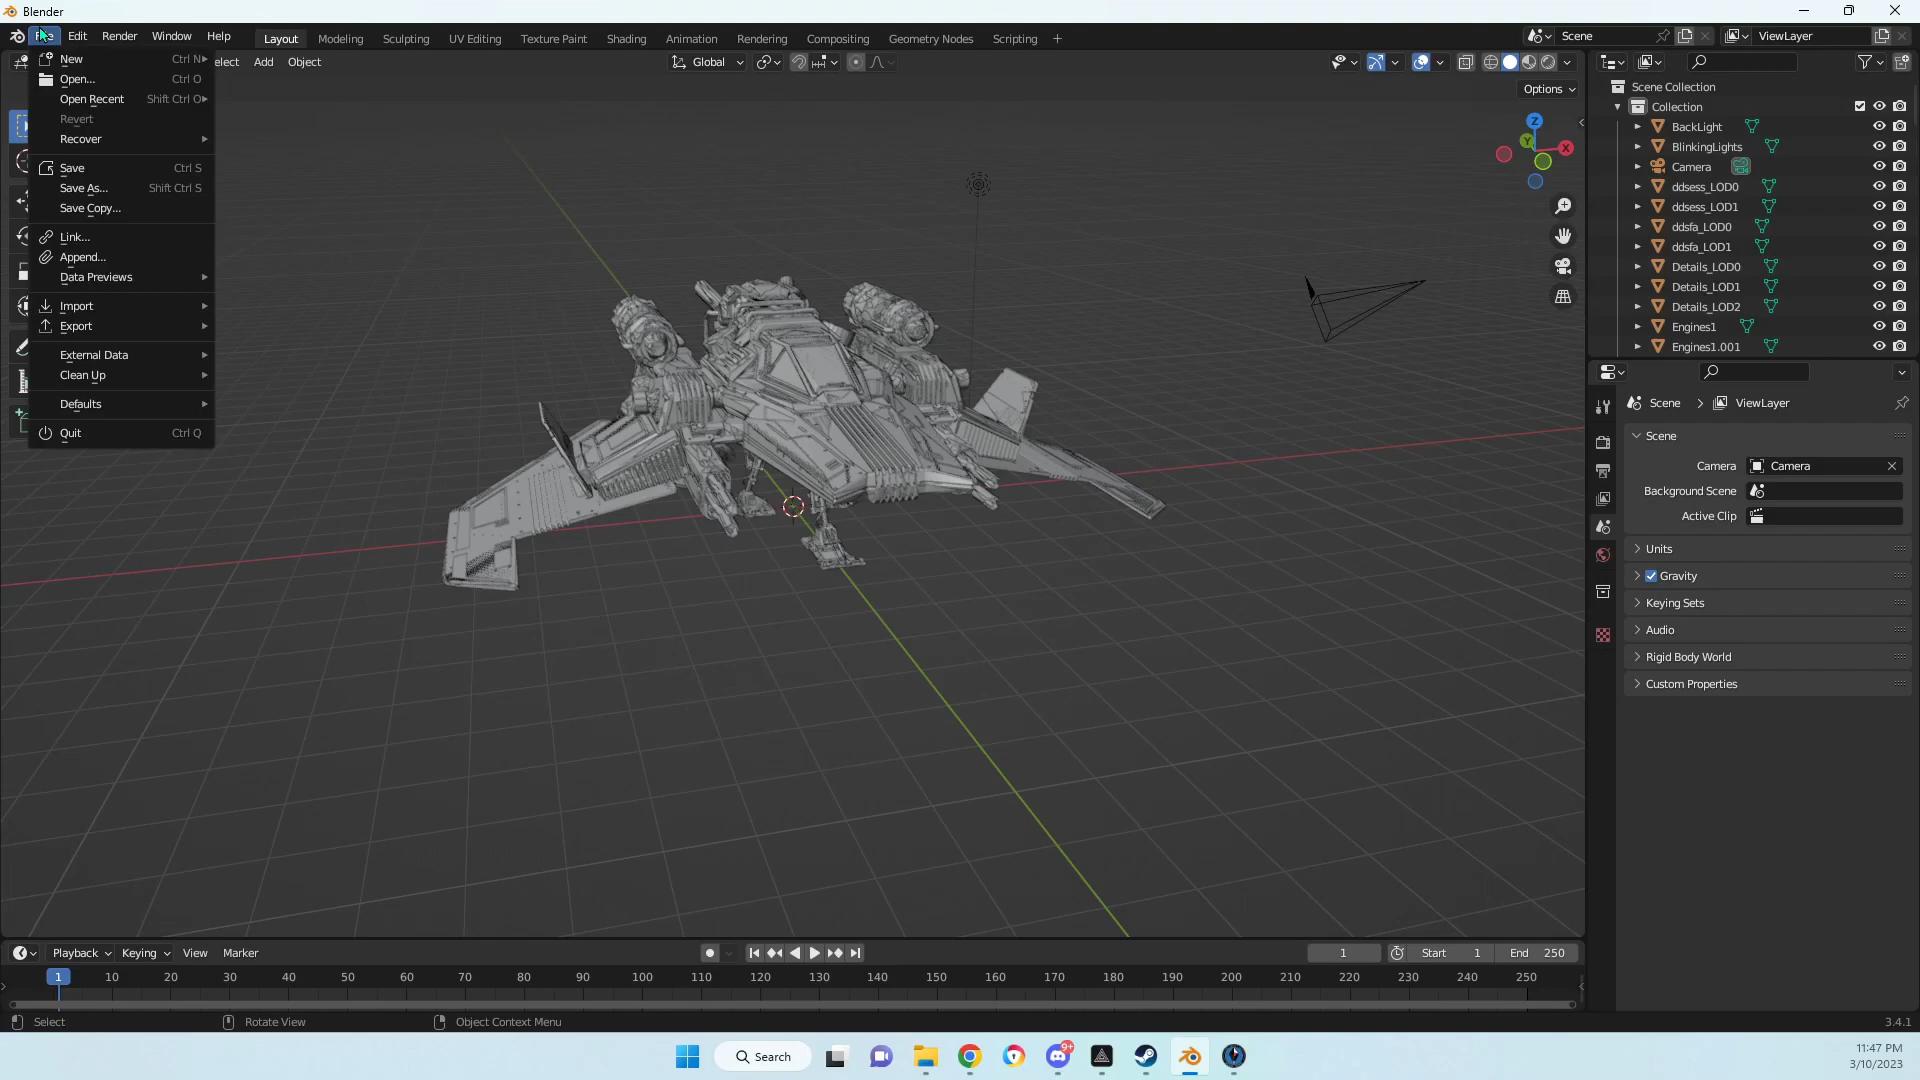 Blender
File Edit Render Window Help Layout Modeling Sculpting UV Editing Texture Paint Shading Animation Rendering Compositing Geometry Nodes Scripting + Scene ViewLayer
elect Add Object Global
Options
New Ctrl N
Open... Ctrl O
Open Recent Shift Ctrl O
Revert
Recover
Save Ctrl S
Save As... Shift Ctrl S
Save Copy...
Link...
Append...
Data Previews
Import
Export
External Data
Clean Up
Defaults
Quit Ctrl Q
Z
Y
X
Scene Collection
Collection
BackLight
BlinkingLights
Camera
ddsess_LOD0
ddsess_LOD1
ddsfa_LOD0
ddsfa_LOD1
Details_LOD0
Details_LOD1
Details_LOD2
Engines1
Engines1.001
Scene > ViewLayer
Scene
Camera Camera
Background Scene
Active Clip
Units
Gravity
Keying Sets
Audio
Rigid Body World
Custom Properties
Playback Keying View Marker 1 Start 1 End 250
1 10 20 30 40 50 60 70 80 90 100 110 120 130 140 150 160 170 180 190 200 210 220 230 240 250
Select Rotate View Object Context Menu 3.4.1
Search 9+
11:47 PM
3/10/2023